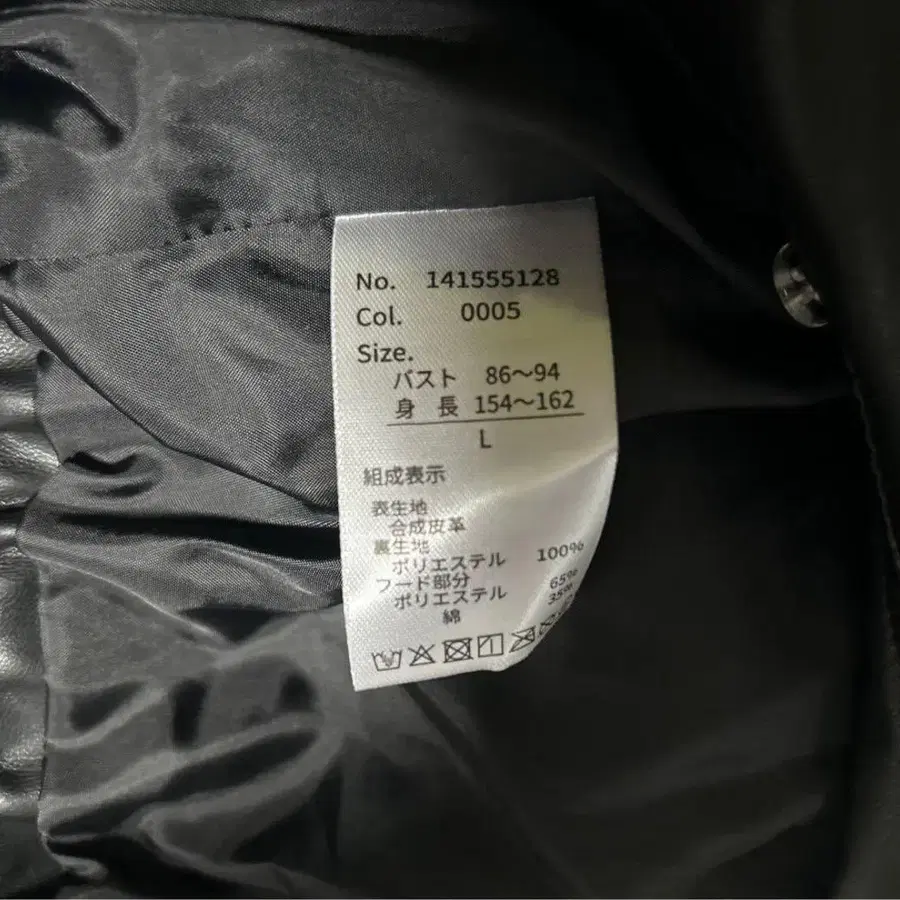 No. 141555128
Col. 0005
Size.
バスト 86～94
身 長 154～162
L
組成表示
表生地
合成皮革
裏生地
ポリエステル 100%
フード部分
ポリエステル 65%
綿 35%